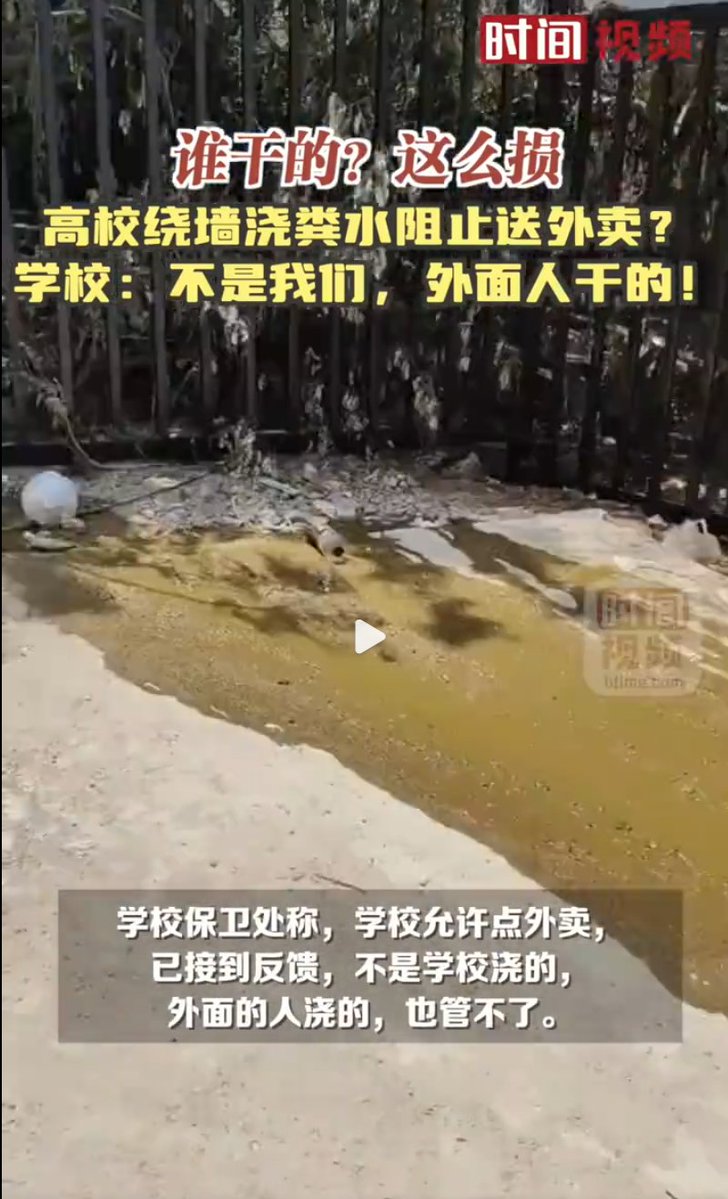 时间视频
谁干的？这么损
高校绕墙浇粪水阻止送外卖？
学校：不是我们，外面人干的！
时间
视频
bjtime.com
学校保卫处称，学校允许点外卖，
已接到反馈，不是学校浇的，
外面的人浇的，也管不了。